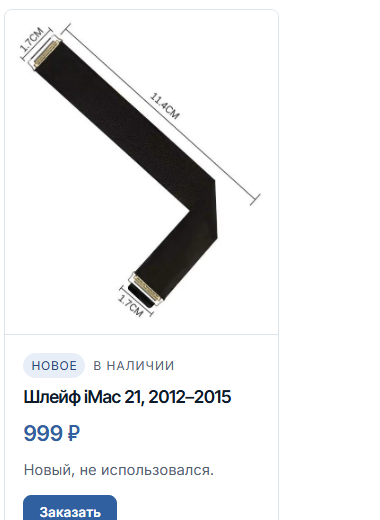 1.7CM
11.4CM
1.7CM
НОВОЕ В НАЛИЧИИ
Шлейф iMac 21, 2012–2015
999 ₽
Новый, не использовался.
Заказать